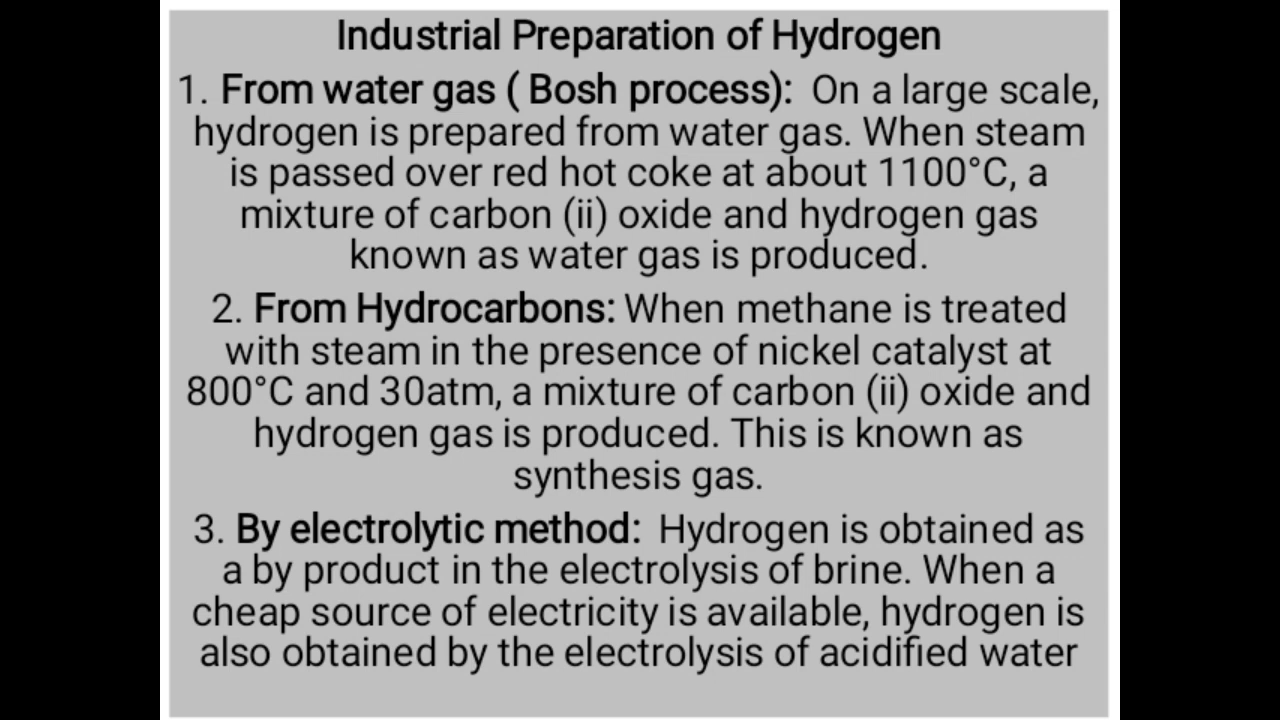 Industrial Preparation of Hydrogen
1. From water gas ( Bosh process): On a large scale,
hydrogen is prepared from water gas. When steam
is passed over red hot coke at about 1100°C, a
mixture of carbon (ii) oxide and hydrogen gas
known as water gas is produced.
2. From Hydrocarbons: When methane is treated
with steam in the presence of nickel catalyst at
800°C and 30atm, a mixture of carbon (ii) oxide and
hydrogen gas is produced. This is known as
synthesis gas.
3. By electrolytic method: Hydrogen is obtained as
a by product in the electrolysis of brine. When a
cheap source of electricity is available, hydrogen is
also obtained by the electrolysis of acidified water